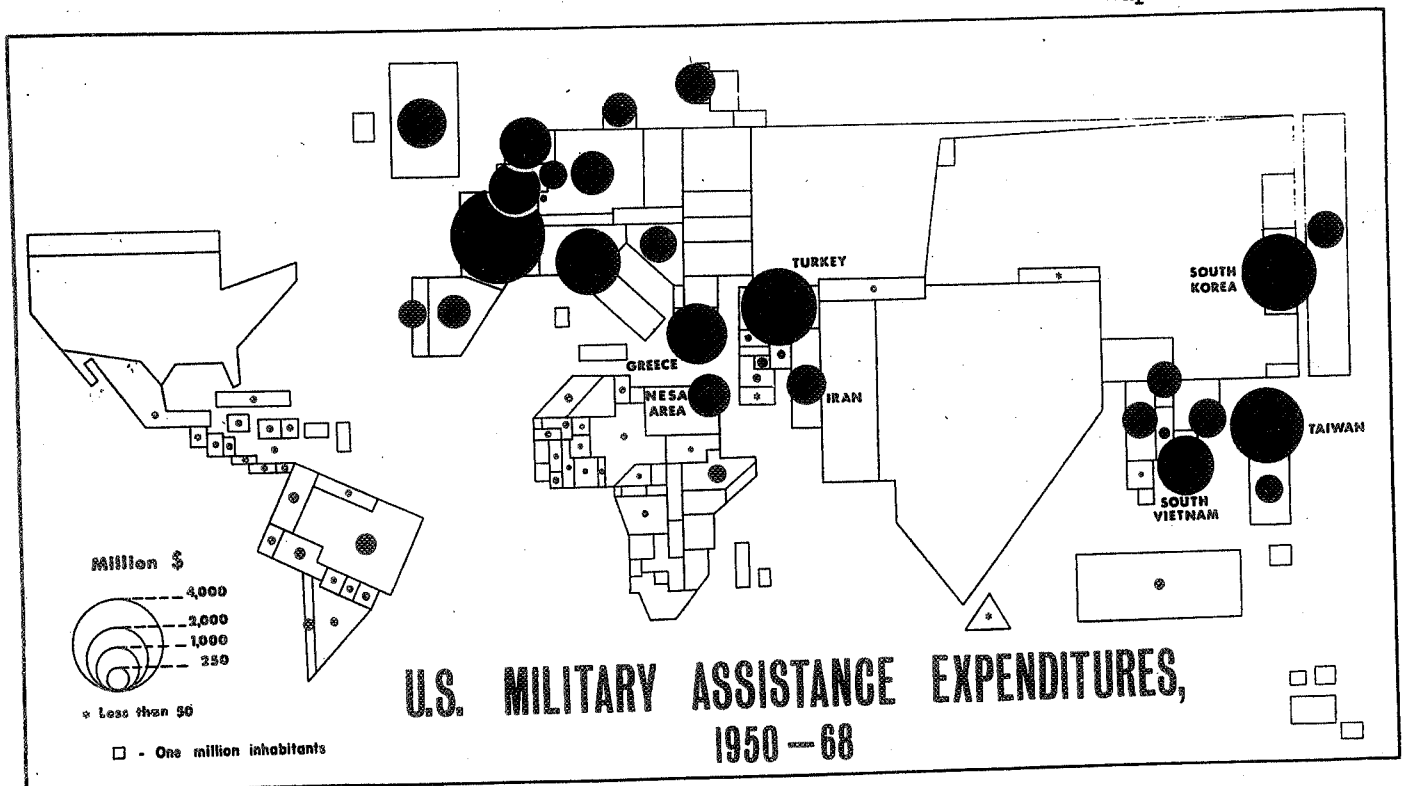 TURKEY
SOUTH
KOREA
GREECE
NESA
AREA
IRAN
TAIWAN
SOUTH
VIETNAM
Million $
4,000
2,000
1,000
250
* Less than 50
□ - One million inhabitants
U.S. MILITARY ASSISTANCE EXPENDITURES,
1950—68